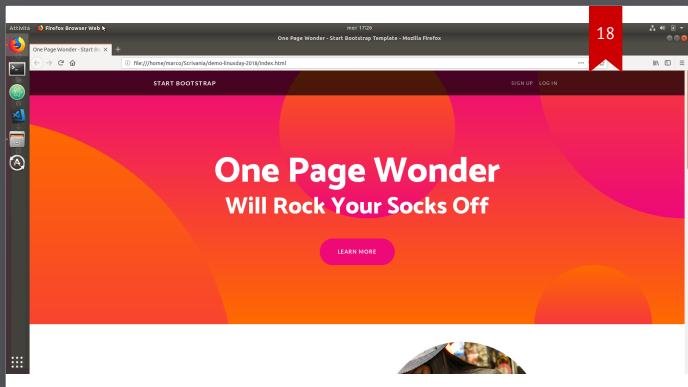 18
Attività Firefox Browser Web
mer 17:26
One Page Wonder - Start Bootstrap Template - Mozilla Firefox
One Page Wonder - Start Bo
file:///home/marco/Scrivania/demo-linuxday-2018/index.html
START BOOTSTRAP
SIGN UP LOG IN
One Page Wonder
Will Rock Your Socks Off
LEARN MORE